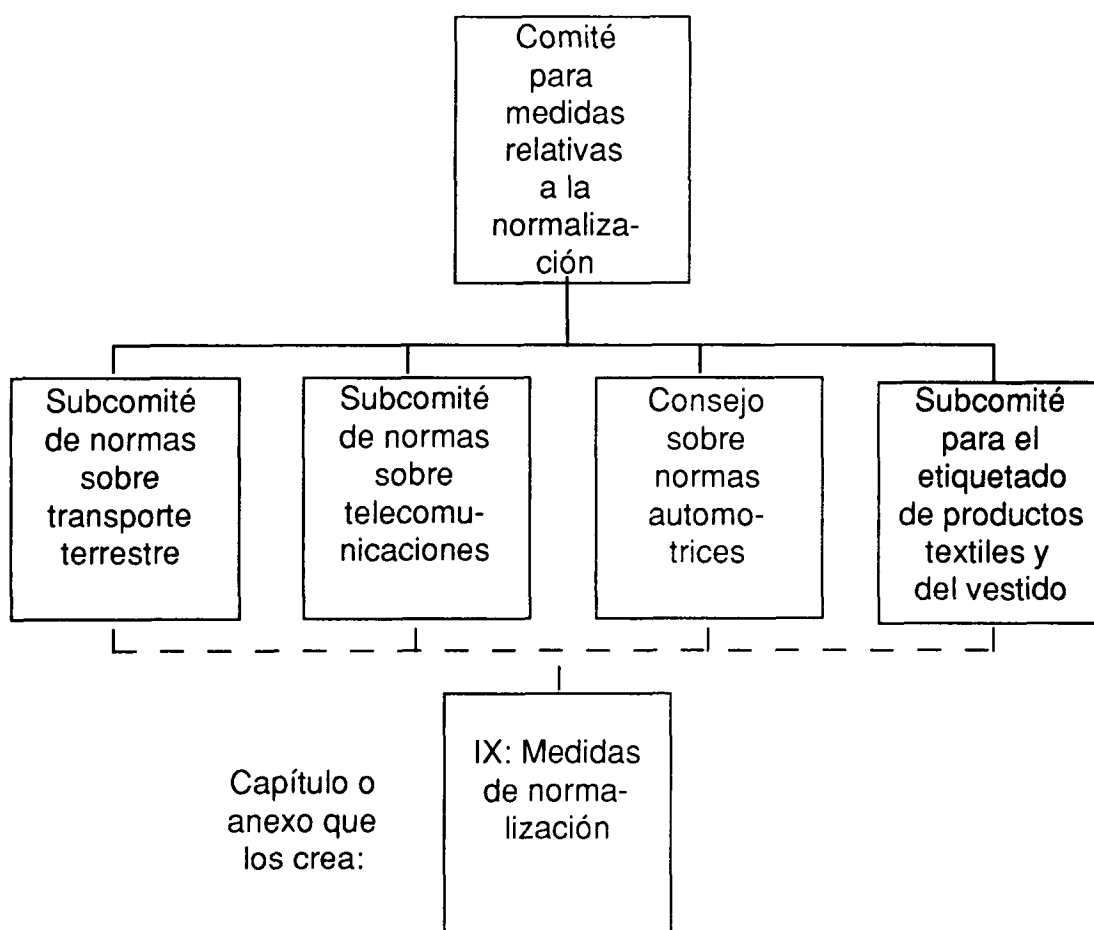 Comité
para
medidas
relativas
a la
normaliza-
ción
Subcomité
de normas
sobre
transporte
terrestre
Subcomité
de normas
sobre
telecomu-
nicaciones
Consejo
sobre
normas
automo-
trices
Subcomité
para el
etiquetado
de productos
textiles y
del vestido
Capítulo o
anexo que
los crea:
IX: Medidas
de norma-
lización